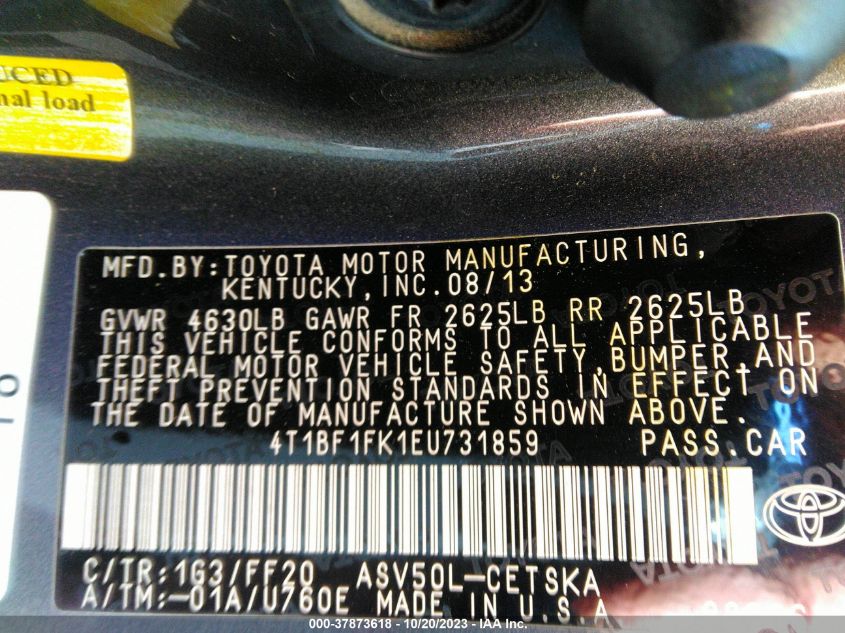 UCED
nal load
MFD.BY:TOYOTA MOTOR MANUFACTURING,
KENTUCKY,INC.08/13
GVWR 4630LB GAWR FR 2625LB RR 2625LB
THIS VEHICLE CONFORMS TO ALL APPLICABLE
FEDERAL MOTOR VEHICLE SAFETY,BUMPER,AND
THEFT PREVENTION STANDARDS IN EFFECT ON
THE DATE OF MANUFACTURE SHOWN ABOVE.
4T1BF1FK1EU731859 PASS.CAR
C/TR:1G3/FF20 ASV50L-CETSKA
A/TM:-01A/U760E MADE IN U.S.A
000-37873618 - 10/20/2023 - IAA Inc.